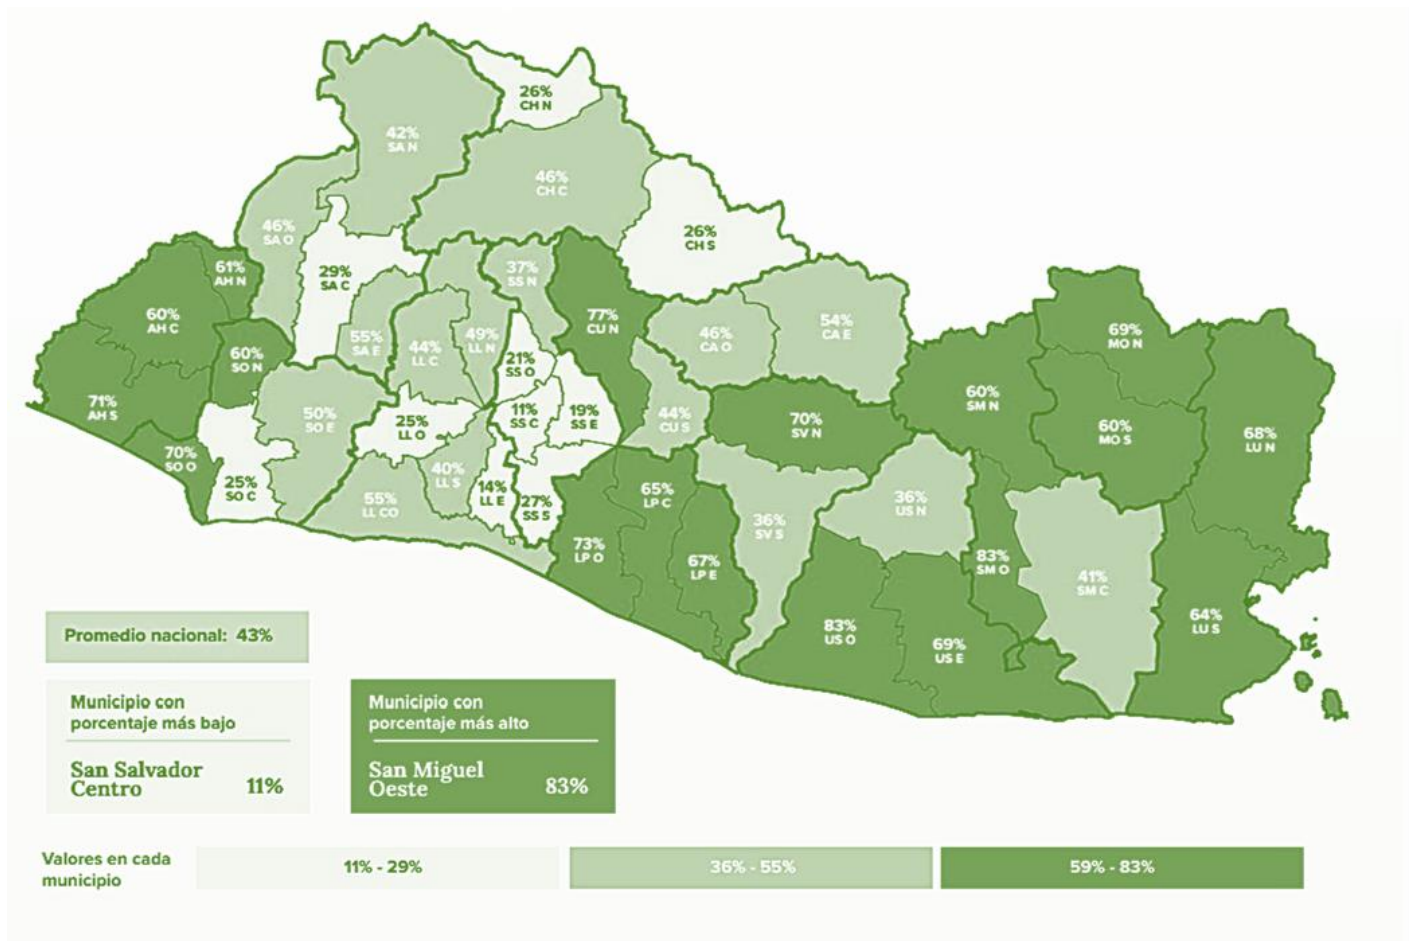 26%
CH N
42%
SA N
46%
CH C
46%
SA O
26%
CH S
61%
AH N
29%
SA C
37%
SS N
60%
AH C
77%
CU N
55%
SA E
44%
LL C
49%
LL N
46%
CA O
54%
CA E
69%
MO N
60%
SO N
21%
SS O
71%
AH S
50%
SO E
25%
LL O
11%
SS C
19%
SS E
44%
CU S
70%
SV N
60%
SM N
60%
MO S
68%
LU N
70%
SO O
25%
SO C
55%
LL CO
40%
LL S
14%
LL E
27%
SS S
65%
LP C
36%
SV S
36%
US N
73%
LP O
67%
LP E
83%
SM O
41%
SM C
83%
US O
69%
US E
64%
LU S
Promedio nacional: 43%
Municipio con
porcentaje más bajo
San Salvador
Centro 11%
Municipio con
porcentaje más alto
San Miguel
Oeste 83%
Valores en cada
municipio
11% - 29%
36% - 55%
59% - 83%